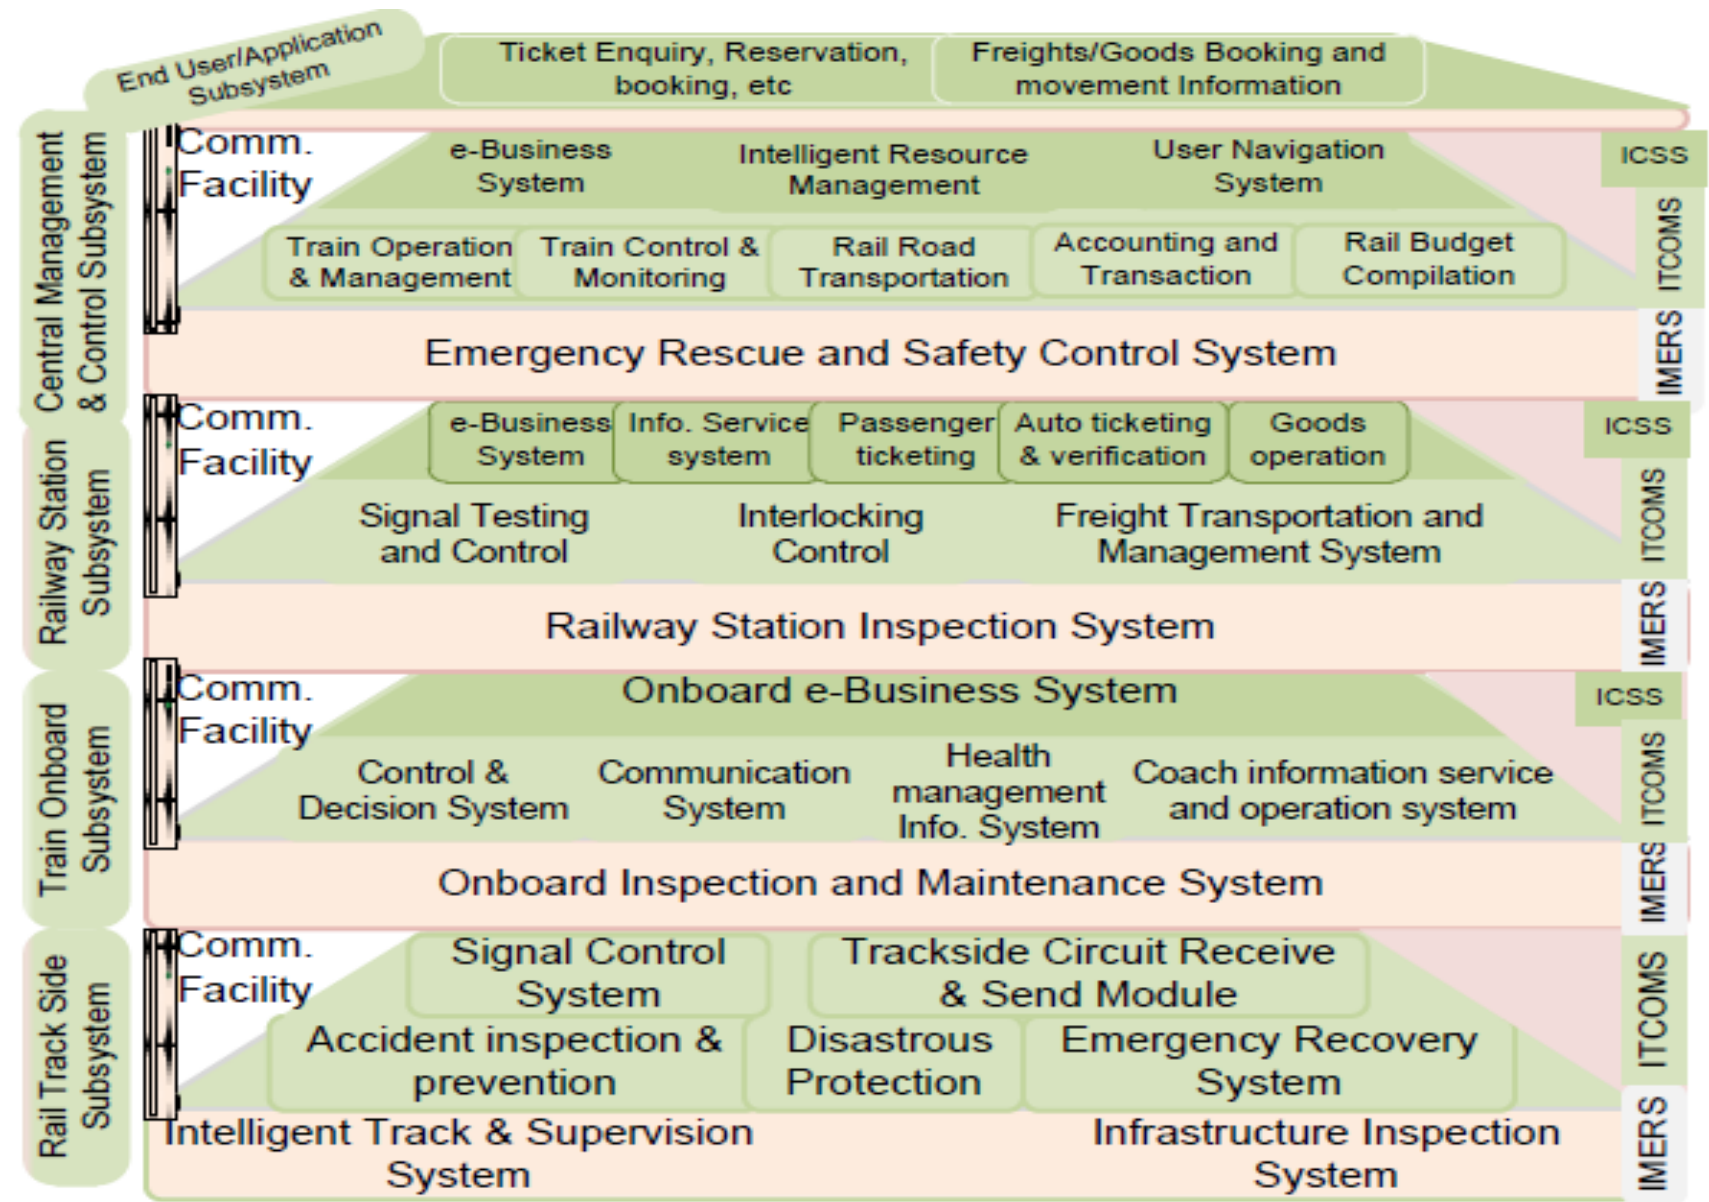 End User/Application
Subsystem
Ticket Enquiry, Reservation,
booking, etc
Freights/Goods Booking and
movement Information
Central Management
& Control Subsystem
Comm.
Facility
e-Business
System
Intelligent Resource
Management
User Navigation
System
ICSS
Train Operation
& Management
Train Control &
Monitoring
Rail Road
Transportation
Accounting and
Transaction
Rail Budget
Compilation
ITCOMS
Emergency Rescue and Safety Control System
IMERS
Railway Station
Subsystem
Comm.
Facility
e-Business
System
Info. Service
system
Passenger
ticketing
Auto ticketing
& verification
Goods
operation
ICSS
Signal Testing
and Control
Interlocking
Control
Freight Transportation and
Management System
ITCOMS
Railway Station Inspection System
IMERS
Train Onboard
Subsystem
Comm.
Facility
Onboard e-Business System
ICSS
Control &
Decision System
Communication
System
Health
management
Info. System
Coach information service
and operation system
ITCOMS
Onboard Inspection and Maintenance System
IMERS
Rail Track Side
Subsystem
Comm.
Facility
Signal Control
System
Trackside Circuit Receive
& Send Module
Accident inspection &
prevention
Disastrous
Protection
Emergency Recovery
System
ITCOMS
Intelligent Track & Supervision
System
Infrastructure Inspection
System
IMERS